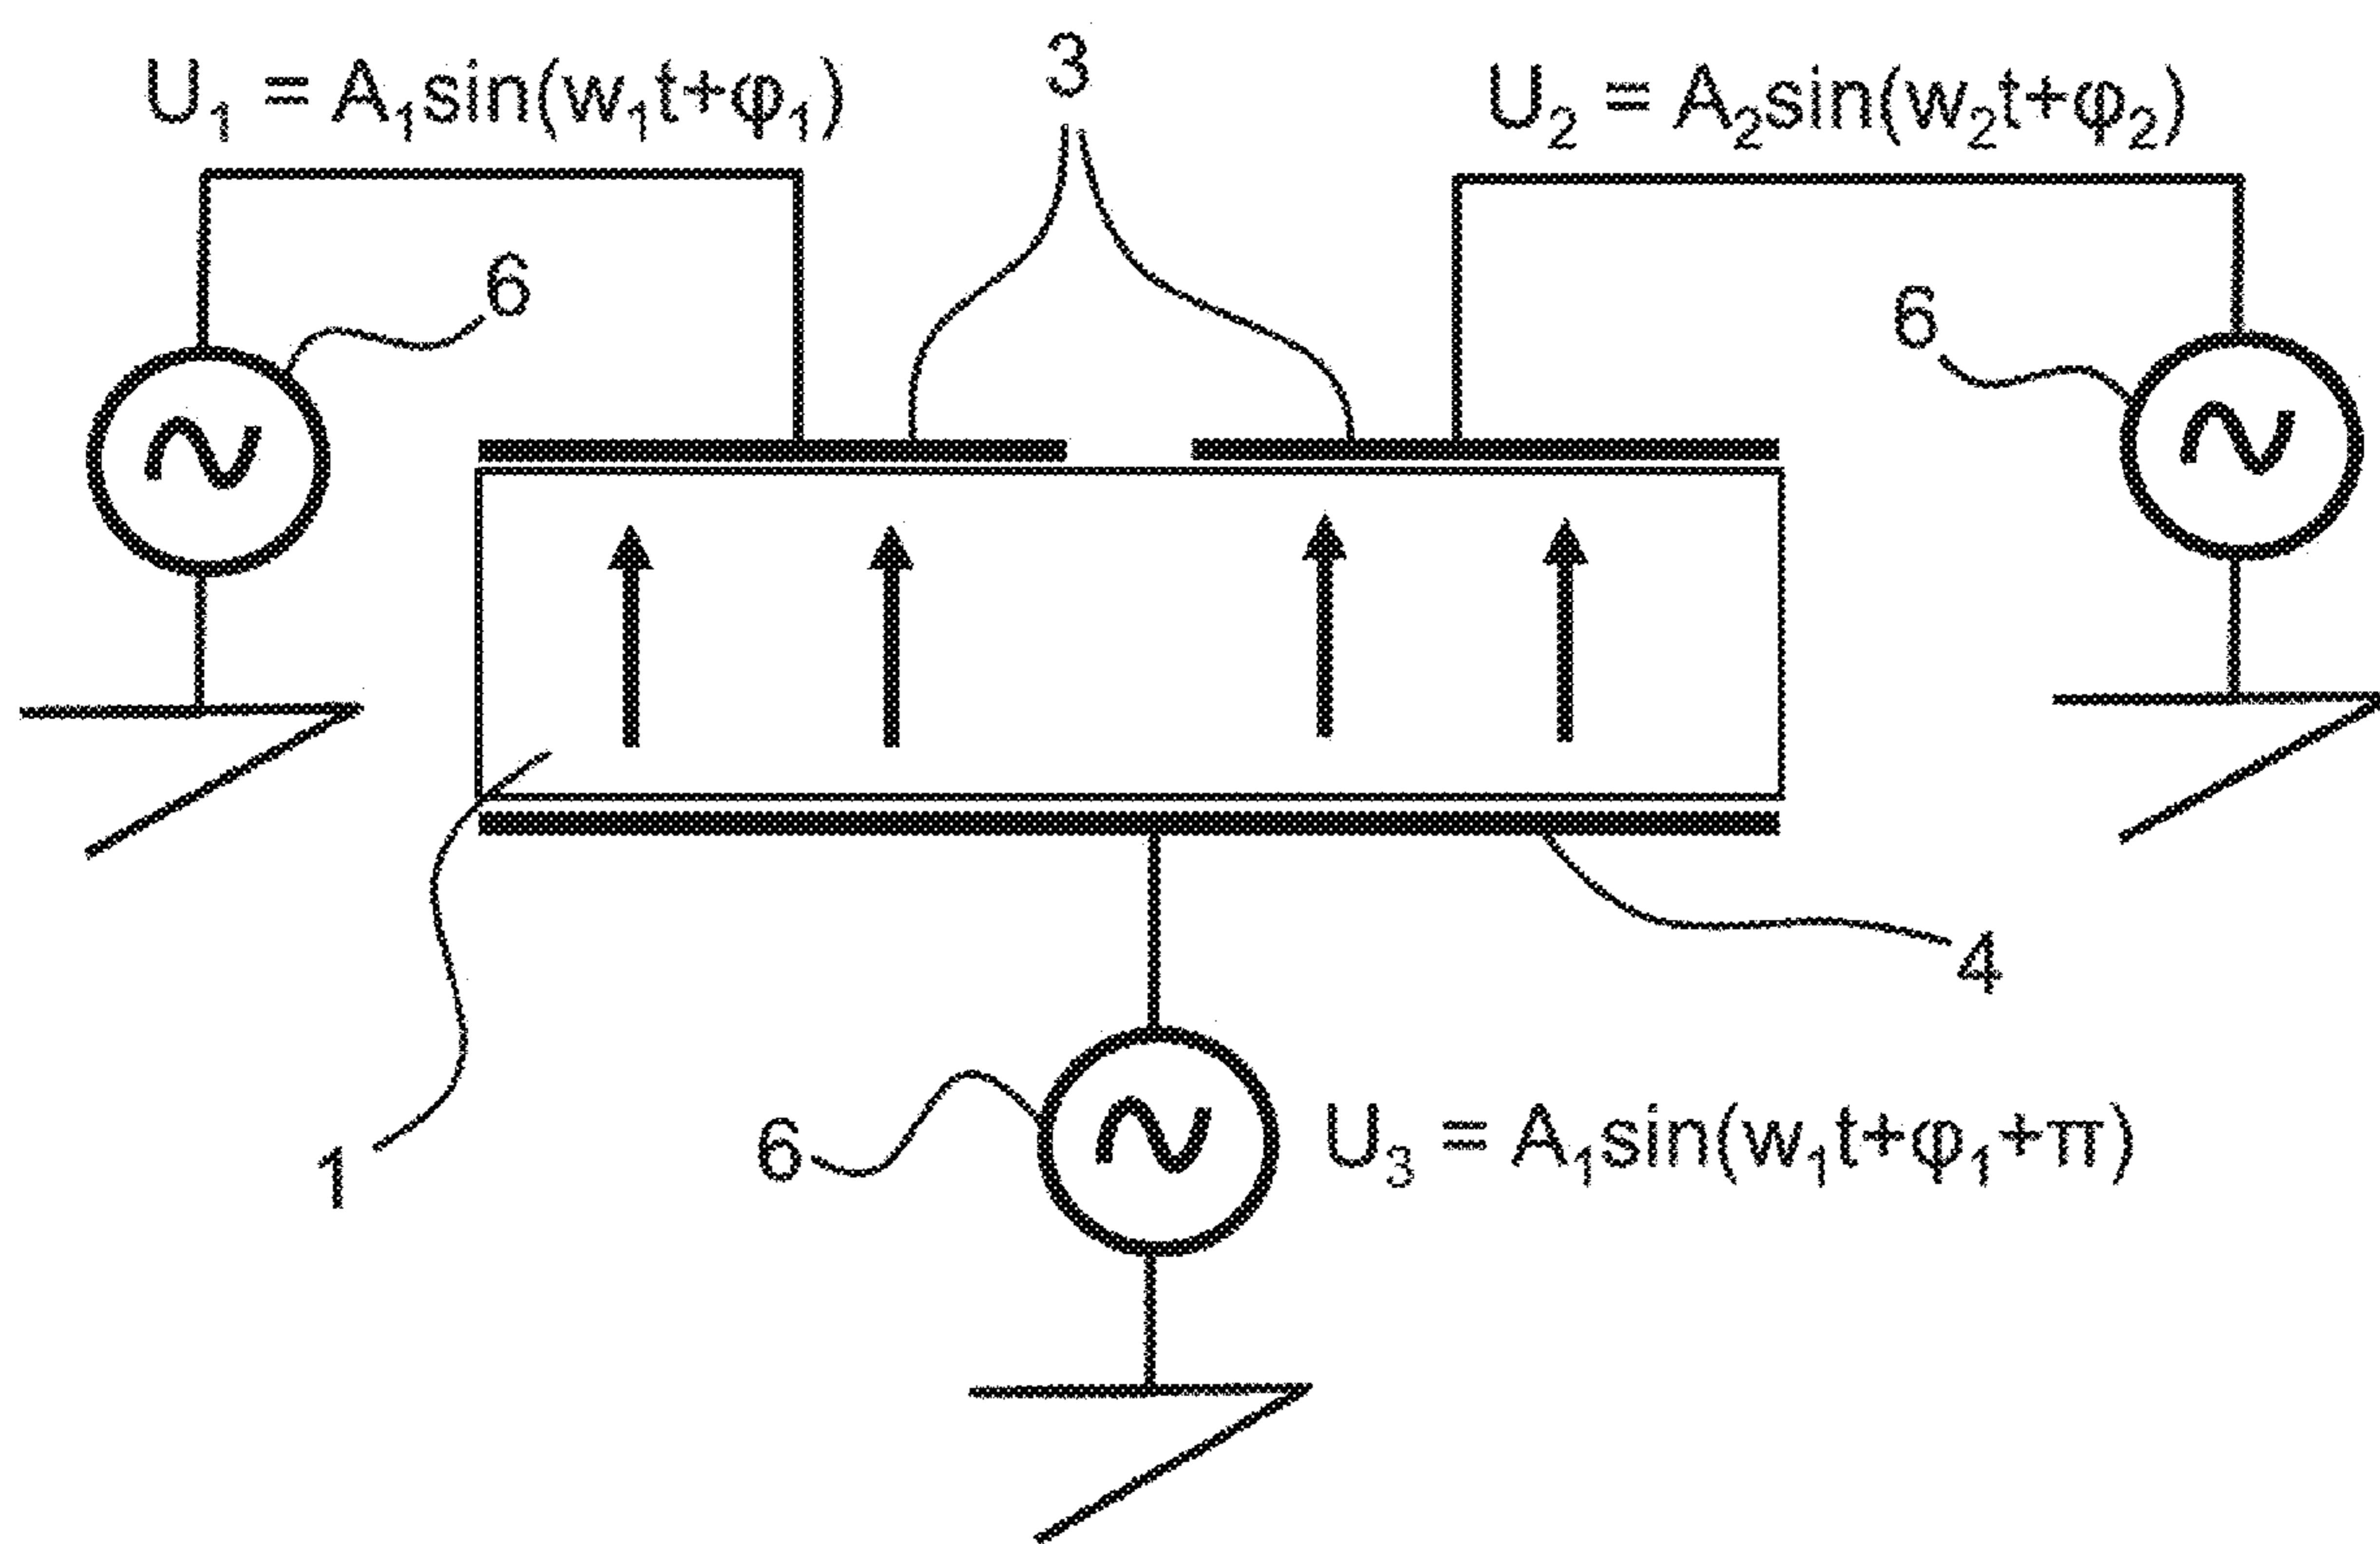 3
U₁ = A₁sin(w₁t+φ₁)
U₂ = A₂sin(w₂t+φ₂)
6
6
4
1
6
U₃ = A₁sin(w₁t+φ₁+π)